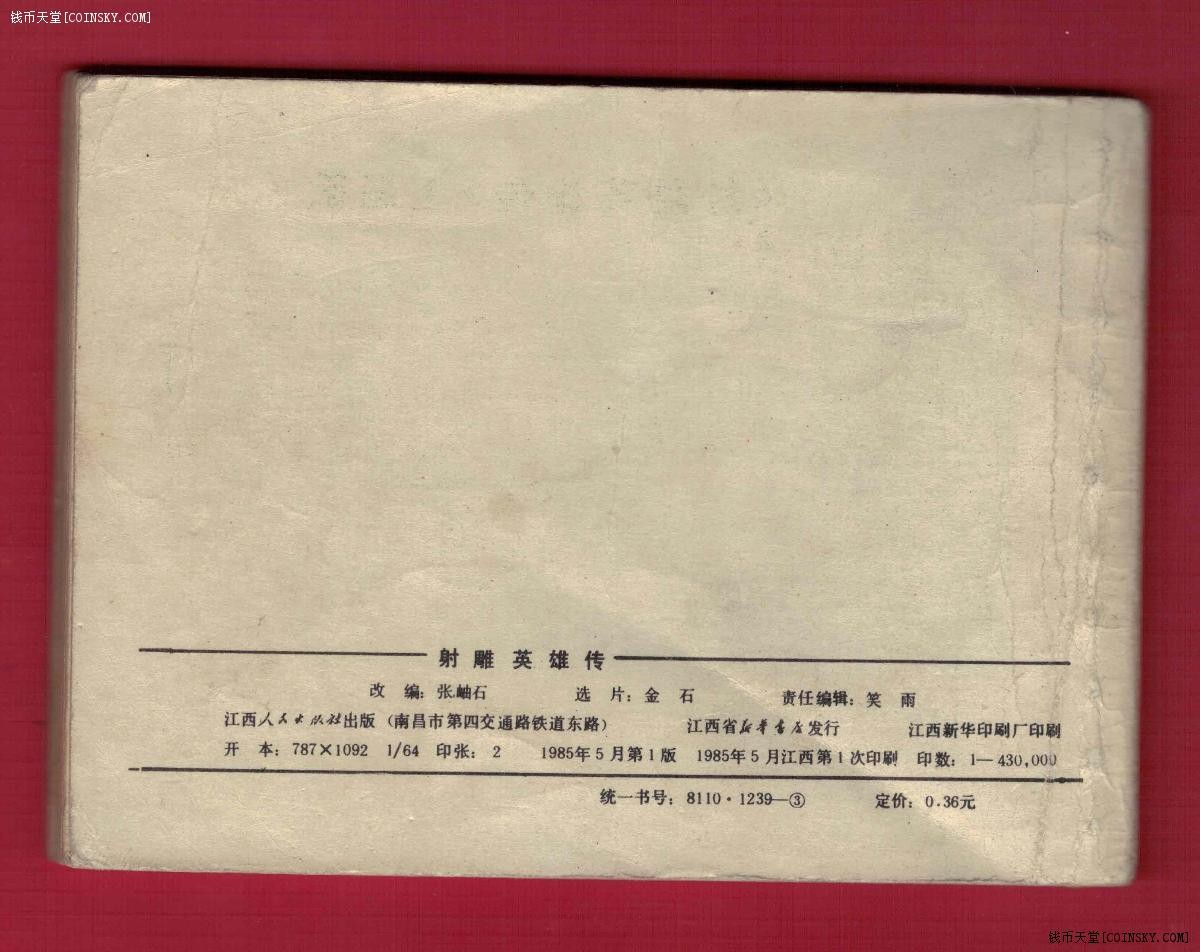 钱币天堂[COINSKY.COM]
射雕英雄传
改 编：张岫石 选 片：金 石 责任编辑：笑 雨
江西人民出版社出版（南昌市第四交通路铁道东路） 江西省新华书店发行 江西新华印刷厂印刷
开 本：787×1092 1/64 印张：2 1985年5月第1版 1985年5月江西第1次印刷 印数：1—430,000
统一书号：8110·1239—③ 定价：0.36元
钱币天堂[COINSKY.COM]